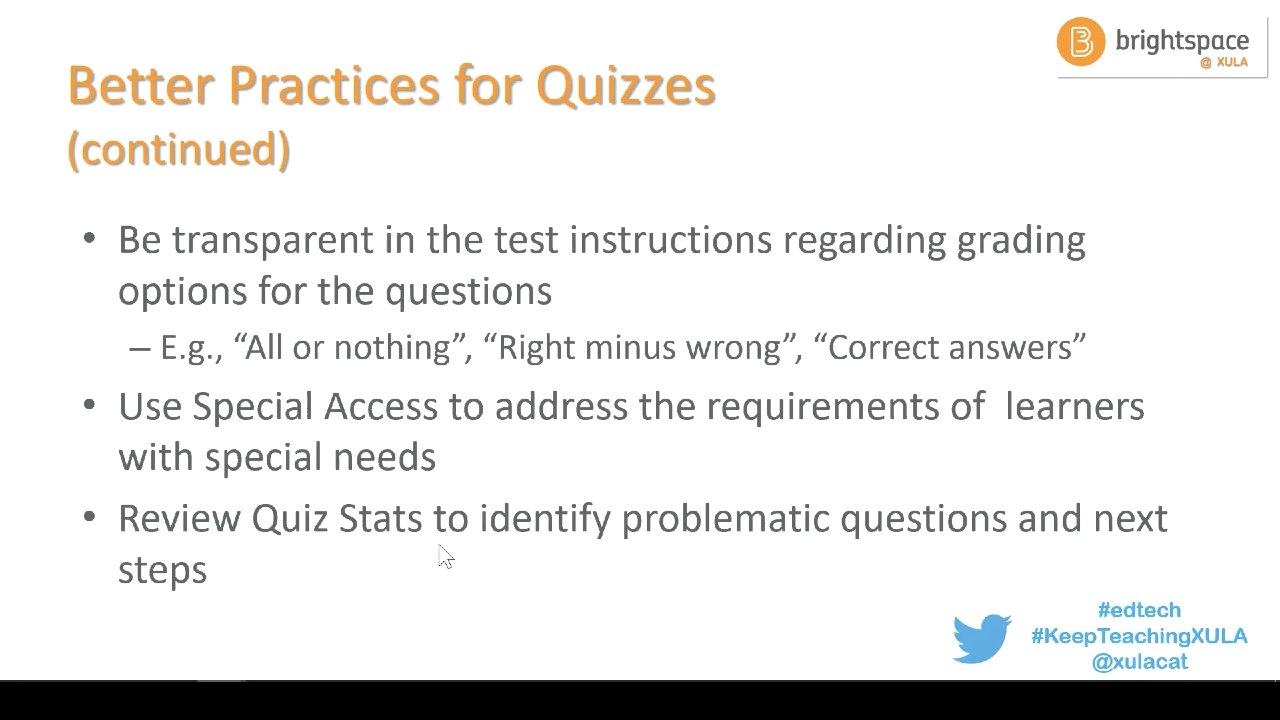 brightspace
@ XULA
Better Practices for Quizzes
(continued)
• Be transparent in the test instructions regarding grading
options for the questions
– E.g., “All or nothing”, “Right minus wrong”, “Correct answers”
• Use Special Access to address the requirements of  learners
with special needs
• Review Quiz Stats to identify problematic questions and next
steps
#edtech
#KeepTeachingXULA
@xulacat